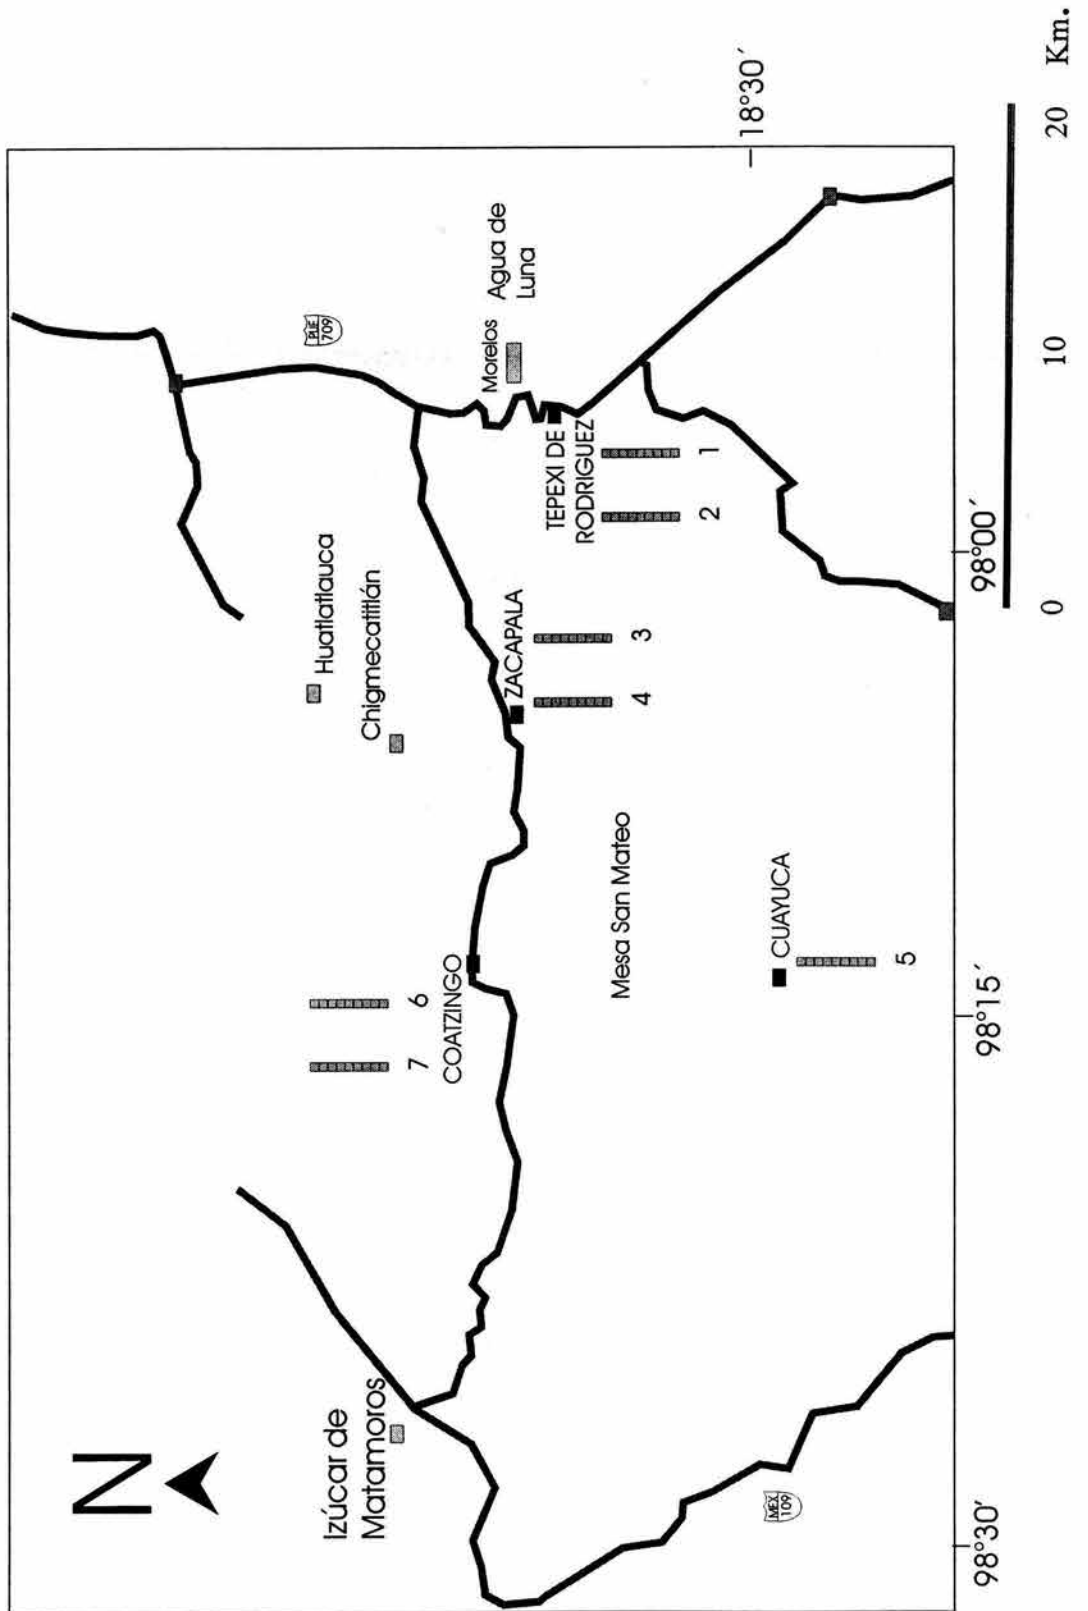 N
Izúcar de
Matamoros
7
6
COATZINGO
Huatlatlauca
Chigmecatitlán
PUE
709
Morelos
Agua de
Luna
ZACAPALA
TEPEXI DE
RODRIGUEZ
4
3
2
1
Mesa San Mateo
CUAYUCA
5
MEX
109
18°30´
98°30´
98°15´
98°00´
0
10
20
Km.